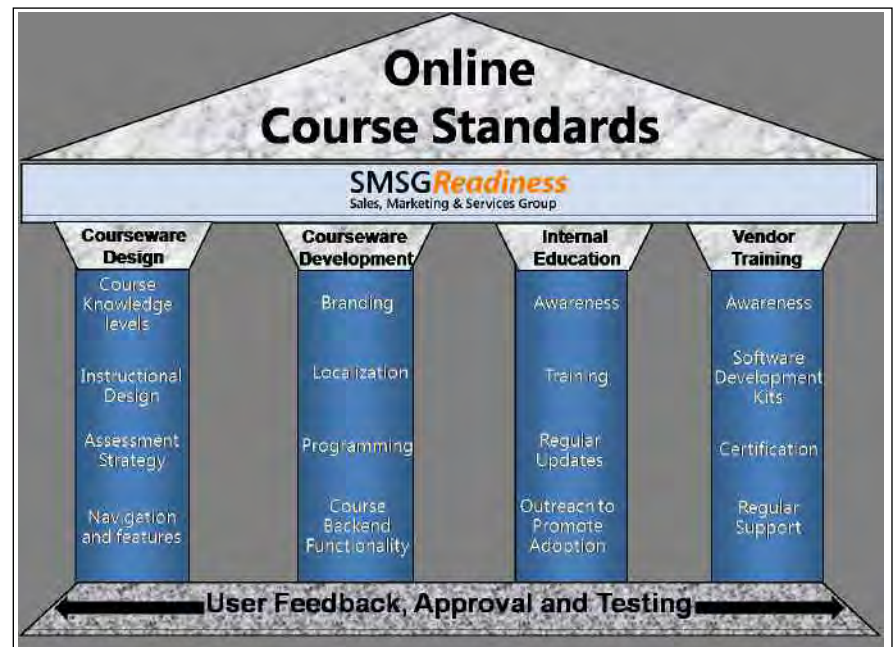 Online
Course Standards
SMSGReadiness
Sales, Marketing & Services Group
Courseware
Design
Course
Knowledge
levels
Instructional
Design
Assessment
Strategy
Navigation
and features
Courseware
Development
Branding
Localization
Programming
Course
Backend
Functionality
Internal
Education
Awareness
Training
Regular
Updates
Outreach to
Promote
Adoption
Vendor
Training
Awareness
Software
Development
Kits
Certification
Regular
Support
User Feedback, Approval and Testing